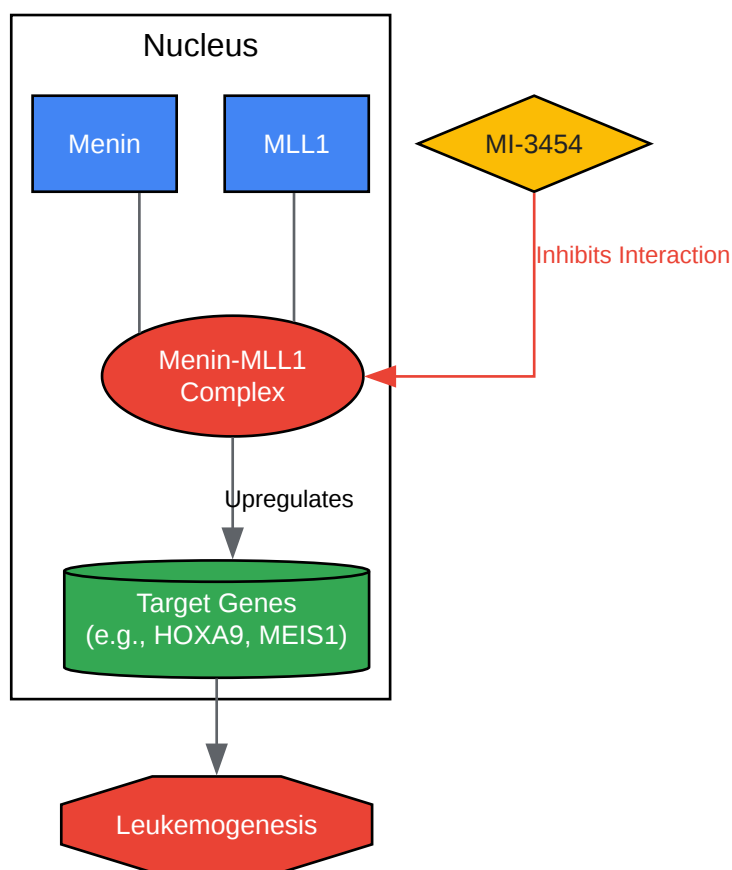 Nucleus
Menin
MLL1
MI-3454
Inhibits Interaction
Menin-MLL1
Complex
Upregulates
Target Genes
(e.g., HOXA9, MEIS1)
Leukemogenesis